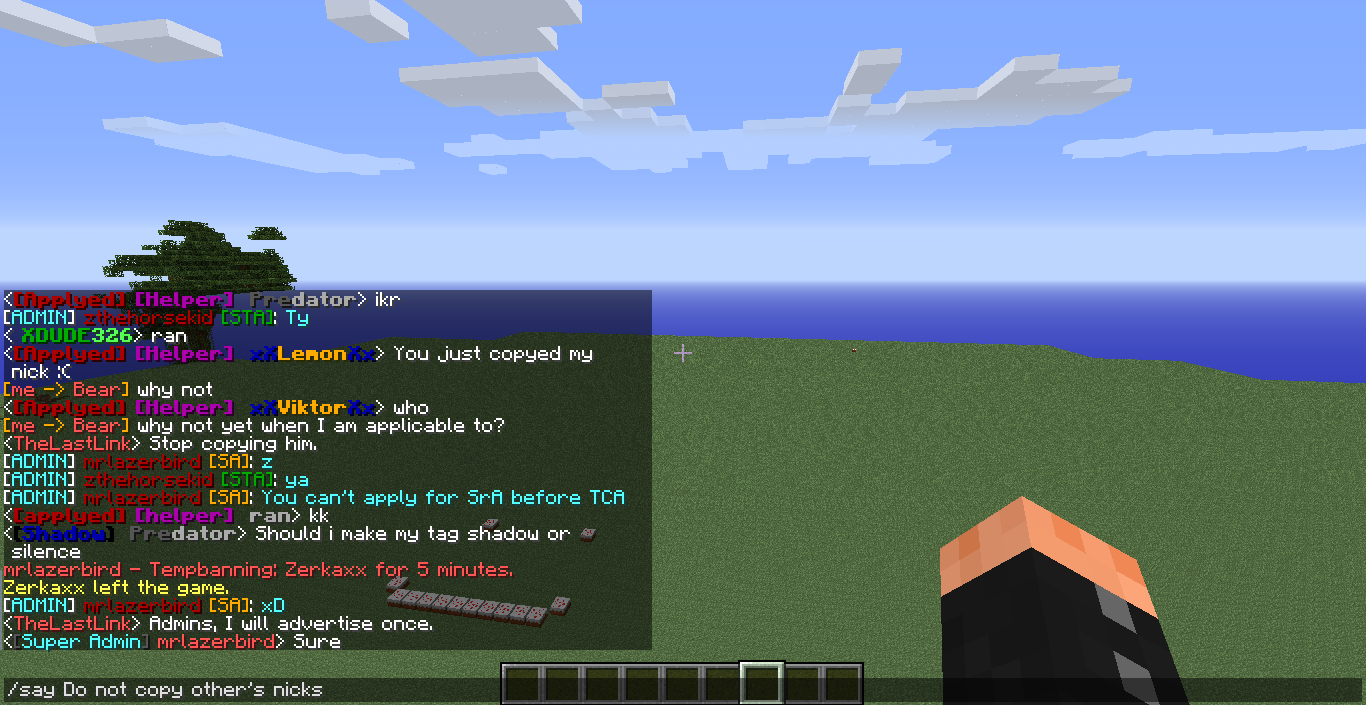 <[Applyed] [Helper] Predator> ikr
[ADMIN] zthehorsekid [STA]: Ty
< XDUDE326> ran
<[Applyed] [Helper] xXLemonXx> You just copyed my
nick ;C
[me -> Bear] why not
<[Applyed] [Helper] xXViktorXx> who
[me -> Bear] why not yet when I am applicable to?
<TheLastLink> Stop copying him.
[ADMIN] mrlazerbird [SA]: z
[ADMIN] zthehorsekid [STA]: ya
[ADMIN] mrlazerbird [SA]: You can't apply for SrA before TCA
<[applyed] [helper] ran> kk
<[Shadow] Predator> Should i make my tag shadow or
silence
mrlazerbird - Tempbanning: Zerkaxx for 5 minutes.
Zerkaxx left the game.
[ADMIN] mrlazerbird [SA]: xD
<TheLastLink> Admins, I will advertise once.
<[Super Admin] mrlazerbird> Sure
/say Do not copy other's nicks